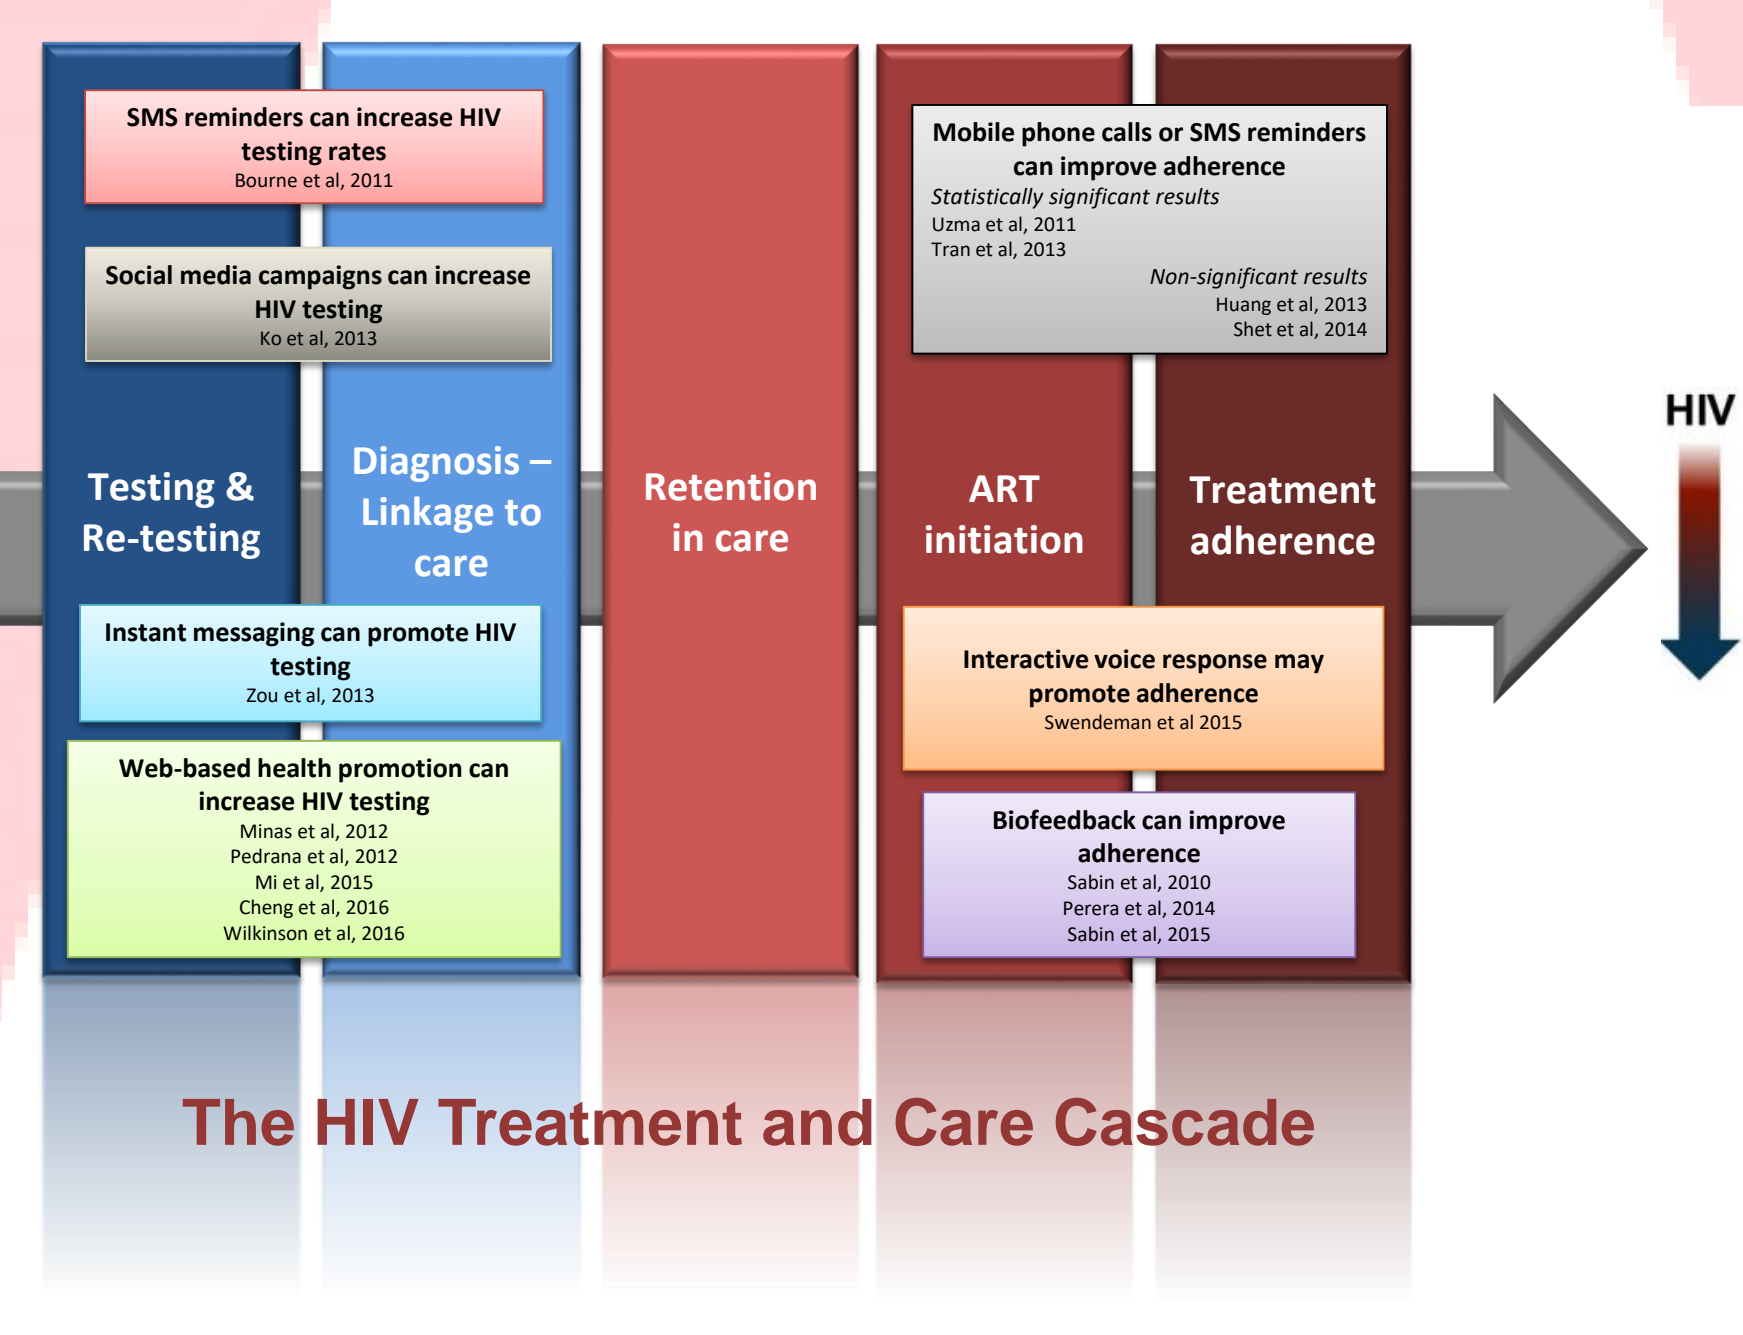 SMS reminders can increase HIV
testing rates
Bourne et al, 2011
Social media campaigns can increase
HIV testing
Ko et al, 2013
Testing &
Re-testing
Diagnosis –
Linkage to
care
Instant messaging can promote HIV
testing
Zou et al, 2013
Web-based health promotion can
increase HIV testing
Minas et al, 2012
Pedrana et al, 2012
Mi et al, 2015
Cheng et al, 2016
Wilkinson et al, 2016
Retention
in care
Mobile phone calls or SMS reminders
can improve adherence
Statistically significant results
Uzma et al, 2011
Tran et al, 2013
Non-significant results
Huang et al, 2013
Shet et al, 2014
ART
initiation
Treatment
adherence
Interactive voice response may
promote adherence
Swendeman et al 2015
Biofeedback can improve
adherence
Sabin et al, 2010
Perera et al, 2014
Sabin et al, 2015
HIV
The HIV Treatment and Care Cascade